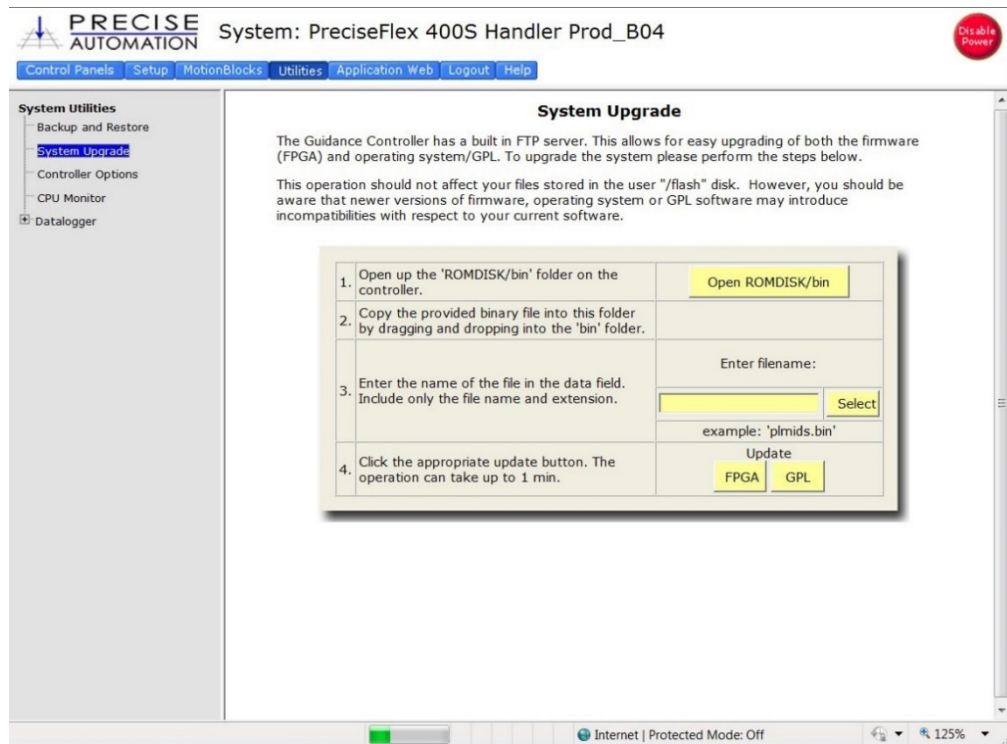 PRECISE
AUTOMATION
System: PreciseFlex 400S Handler Prod_B04
Disable
Power
Control Panels Setup MotionBlocks Utilities Application Web Logout Help
System Utilities
Backup and Restore
System Upgrade
Controller Options
CPU Monitor
Datalogger
System Upgrade
The Guidance Controller has a built in FTP server. This allows for easy upgrading of both the firmware
(FPGA) and operating system/GPL. To upgrade the system please perform the steps below.
This operation should not affect your files stored in the user "/flash" disk. However, you should be
aware that newer versions of firmware, operating system or GPL software may introduce
incompatibilities with respect to your current software.
1. Open up the 'ROMDISK/bin' folder on the
controller.
Open ROMDISK/bin
2. Copy the provided binary file into this folder
by dragging and dropping into the 'bin' folder.
3. Enter the name of the file in the data field.
Include only the file name and extension.
Enter filename:
Select
example: 'plmids.bin'
4. Click the appropriate update button. The
operation can take up to 1 min.
Update
FPGA GPL
Internet | Protected Mode: Off
125%